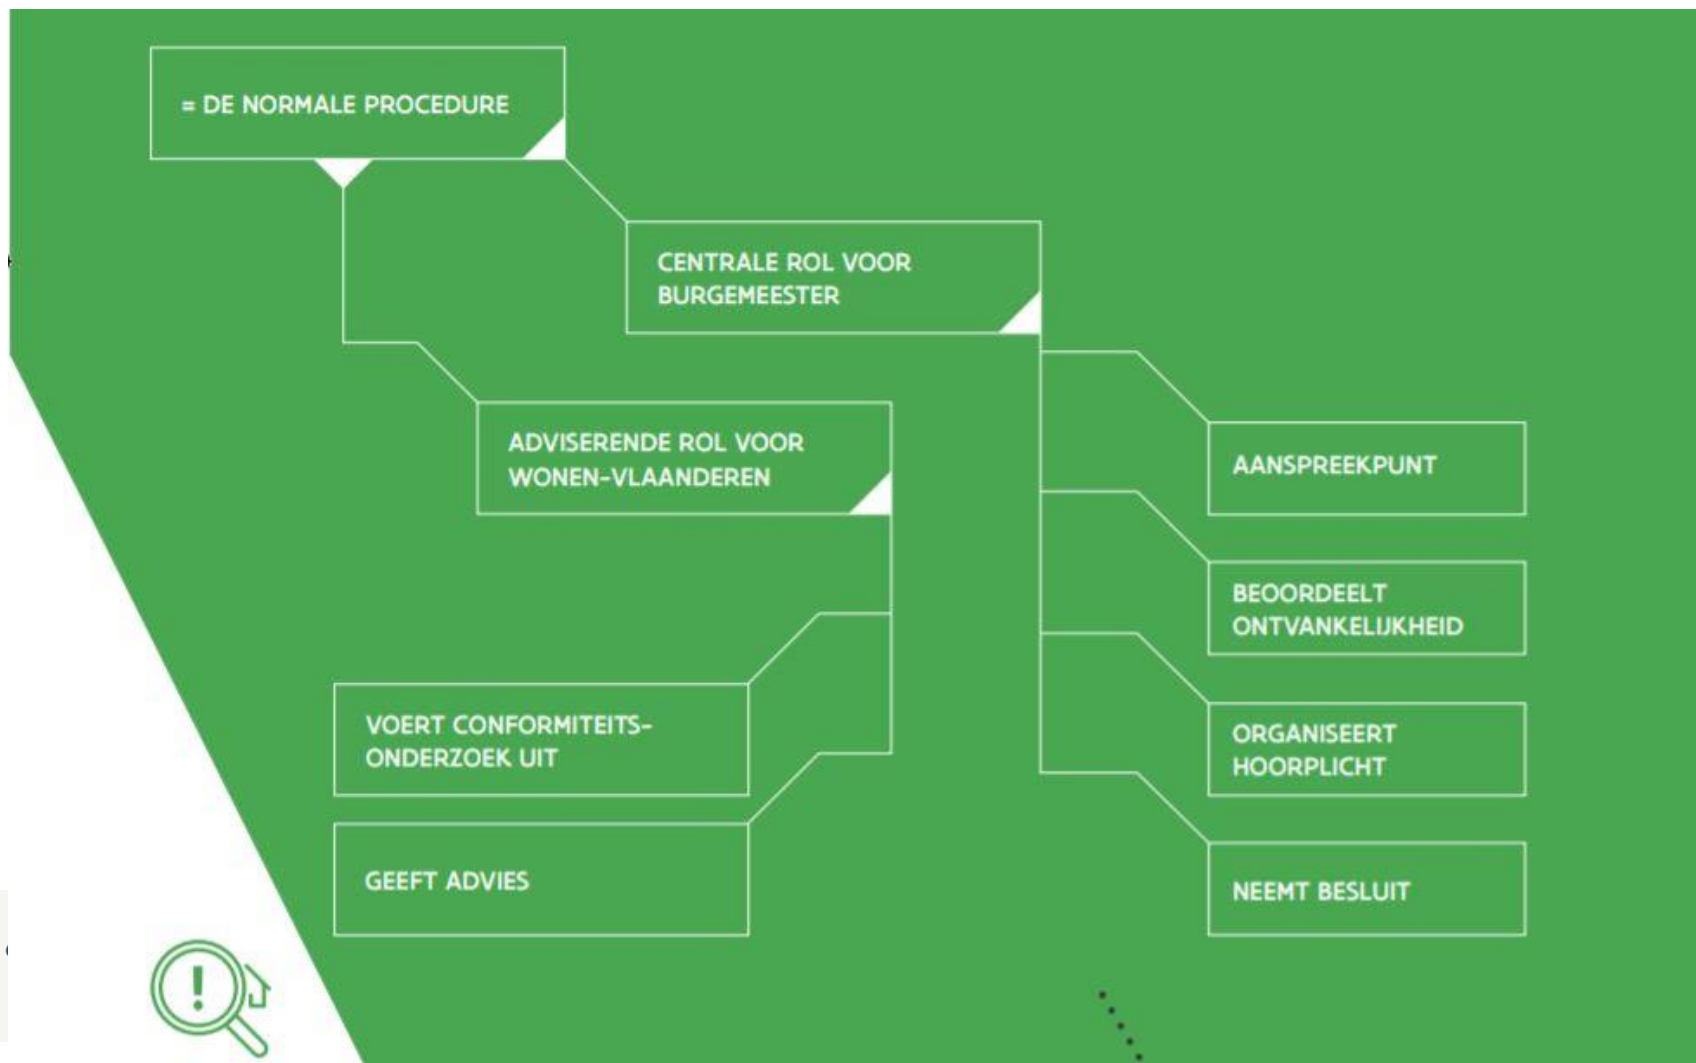 = DE NORMALE PROCEDURE
CENTRALE ROL VOOR
BURGEMEESTER
ADVISERENDE ROL VOOR
WONEN-VLAANDEREN
AANSPREEKPUNT
BEOORDEELT
ONTVANKELIJKHEID
VOERT CONFORMITEITS-
ONDERZOEK UIT
ORGANISEERT
HOORPLICHT
GEEFT ADVIES
NEEMT BESLUIT
!